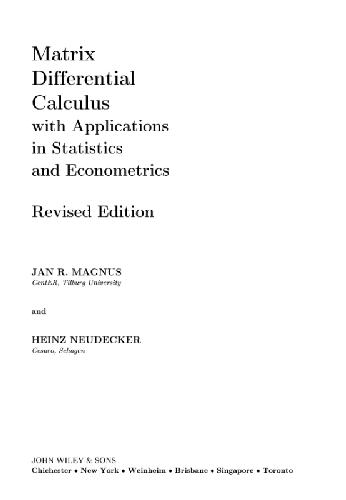 Matrix
Differential
Calculus
with Applications
in Statistics
and Econometrics
Revised Edition
JAN R. MAGNUS
CentER, Tilburg University
and
HEINZ NEUDECKER
Cesaro, Schagen
JOHN WILEY & SONS
Chichester • New York • Weinheim • Brisbane • Singapore • Toronto